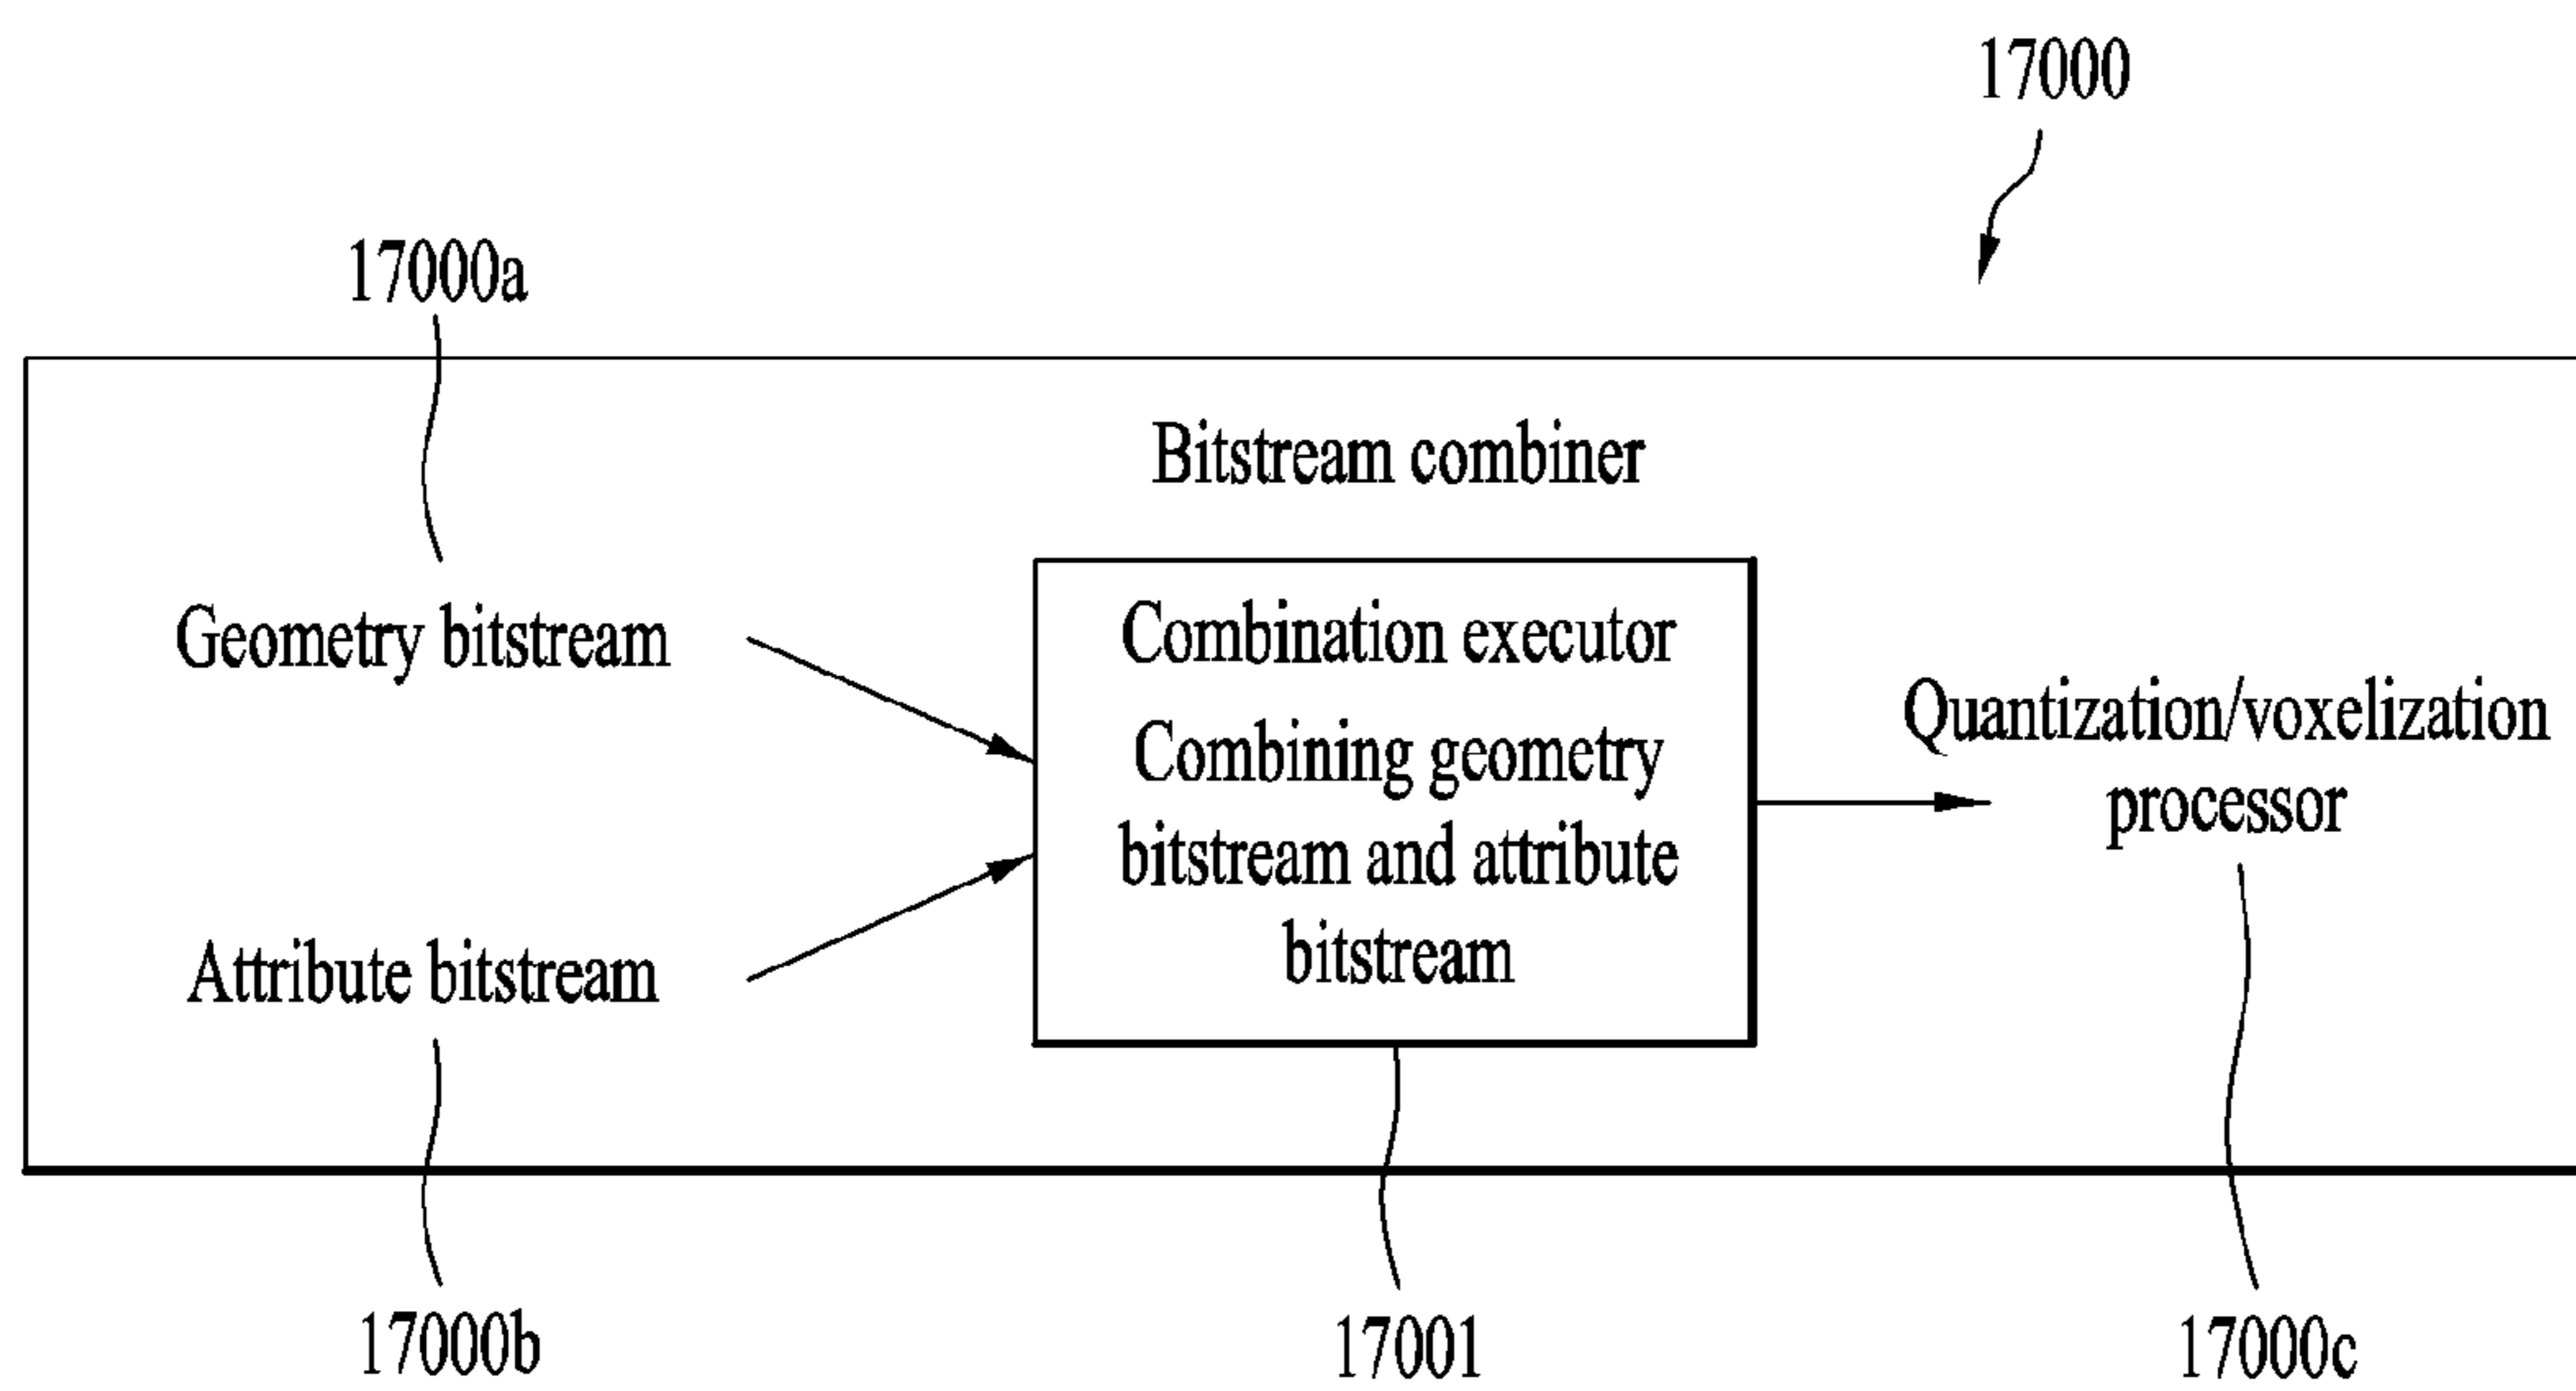 17000
17000a
Bitstream combiner
Geometry bitstream
Combination executor
Combining geometry
bitstream and attribute
bitstream
Quantization/voxelization
processor
Attribute bitstream
17000b
17001
17000c